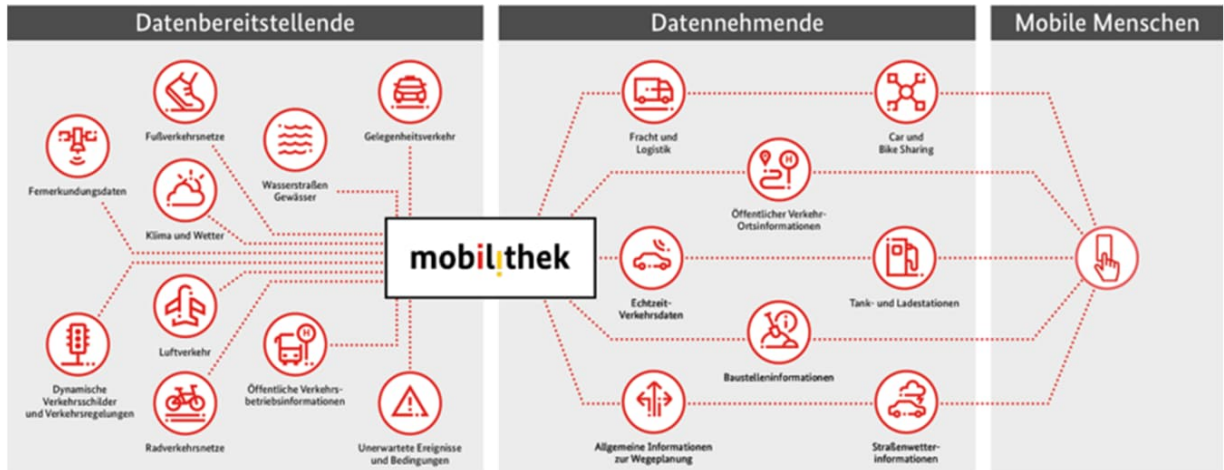 Datenbereitstellende
Datennehmende
Mobile Menschen
Fußverkehrsnetze
Gelegenheitsverkehr
Fernerkundungsdaten
Wasserstraßen
Gewässer
Klima und Wetter
Luftverkehr
Dynamische
Verkehrsschilder
und Verkehrsregelungen
Öffentliche Verkehrs-
betriebsinformationen
Radverkehrsnetze
Unerwartete Ereignisse
und Bedingungen
mobilithek
Fracht und
Logistik
Car und
Bike Sharing
H
Öffentlicher Verkehr-
Ortsinformationen
Echtzeit-
Verkehrsdaten
Tank- und Ladestationen
Baustelleninformationen
Allgemeine Informationen
zur Wegeplanung
Straßenwetter-
informationen
H